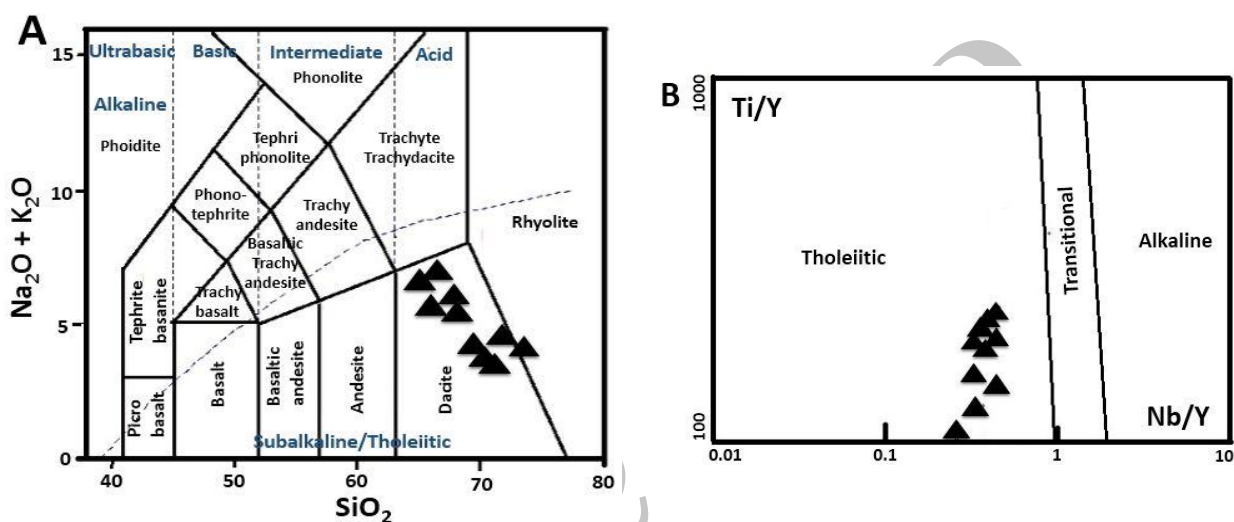 A
Ultrabasic
Basic
Intermediate
Acid
Phonolite
Alkaline
Phoidite
Tephri
phonolite
Trachyte
Trachydacite
Phono-
tephrite
Trachy
andesite
Rhyolite
Basaltic
Trachy
andesite
Trachy
basalt
Tephrite
basanite
Picro
basalt
Basalt
Basaltic
andesite
Andesite
Dacite
Subalkaline/Tholeiitic
Na₂O + K₂O
15
10
5
0
40
50
60
70
80
SiO₂
B
1000
Ti/Y
Tholeiitic
Transitional
Alkaline
100
Nb/Y
0.01
0.1
1
10